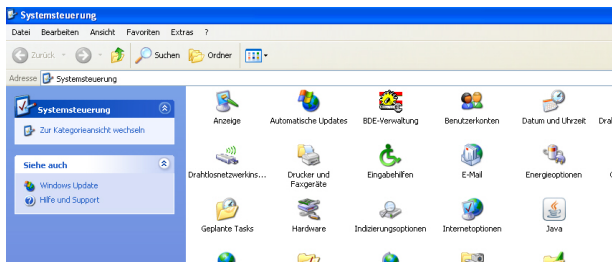 Systemsteuerung
Datei Bearbeiten Ansicht Favoriten Extras ?
Zurück Suchen Ordner
Adresse Systemsteuerung
Systemsteuerung
Zur Kategorieansicht wechseln
Siehe auch
Windows Update
Hilfe und Support
Anzeige Automatische Updates BDE-Verwaltung Benutzerkonten Datum und Uhrzeit
Drahtlosnetzwerkins... Drucker und Faxgeräte Eingabehilfen E-Mail Energieoptionen
Geplante Tasks Hardware Indizierungsoptionen Internetoptionen Java